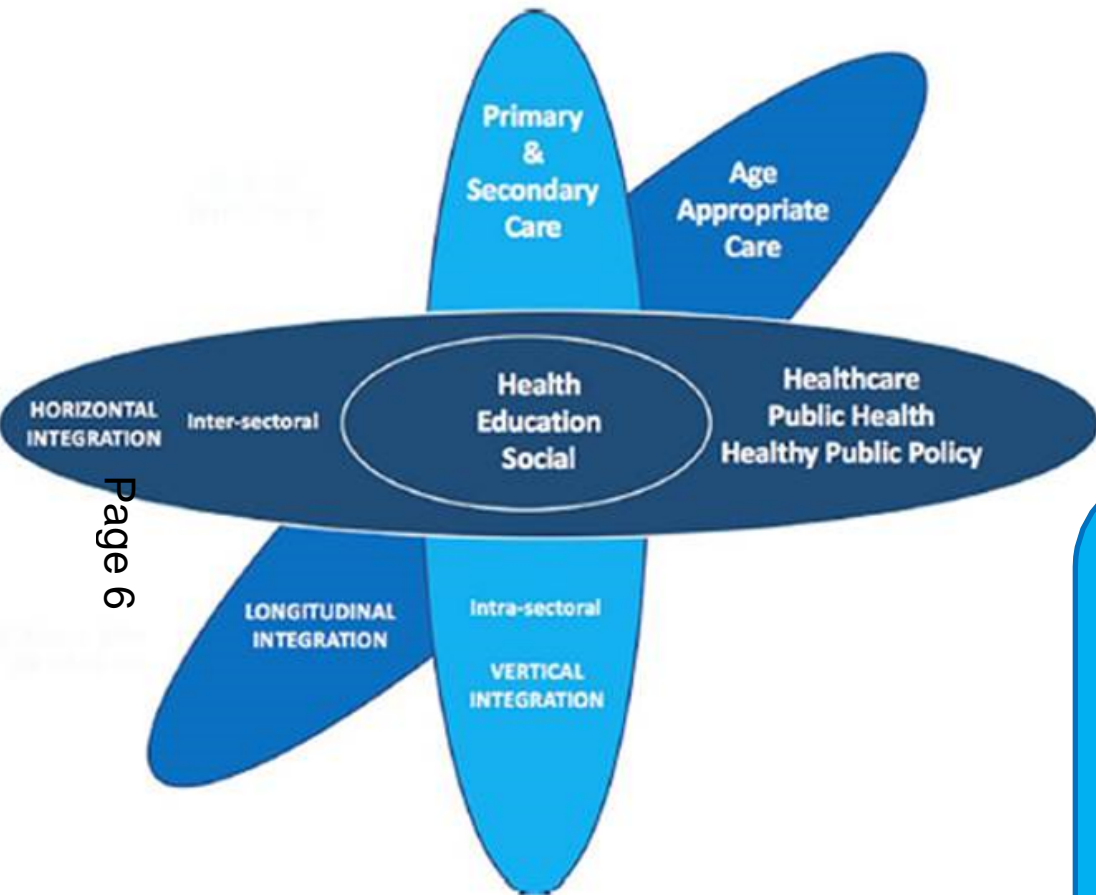 Primary
&
Secondary
Care
Age
Appropriate
Care
HORIZONTAL
INTEGRATION
Inter-sectoral
Health
Education
Social
Healthcare
Public Health
Healthy Public Policy
Page 6
LONGITUDINAL
INTEGRATION
Intra-sectoral
VERTICAL
INTEGRATION